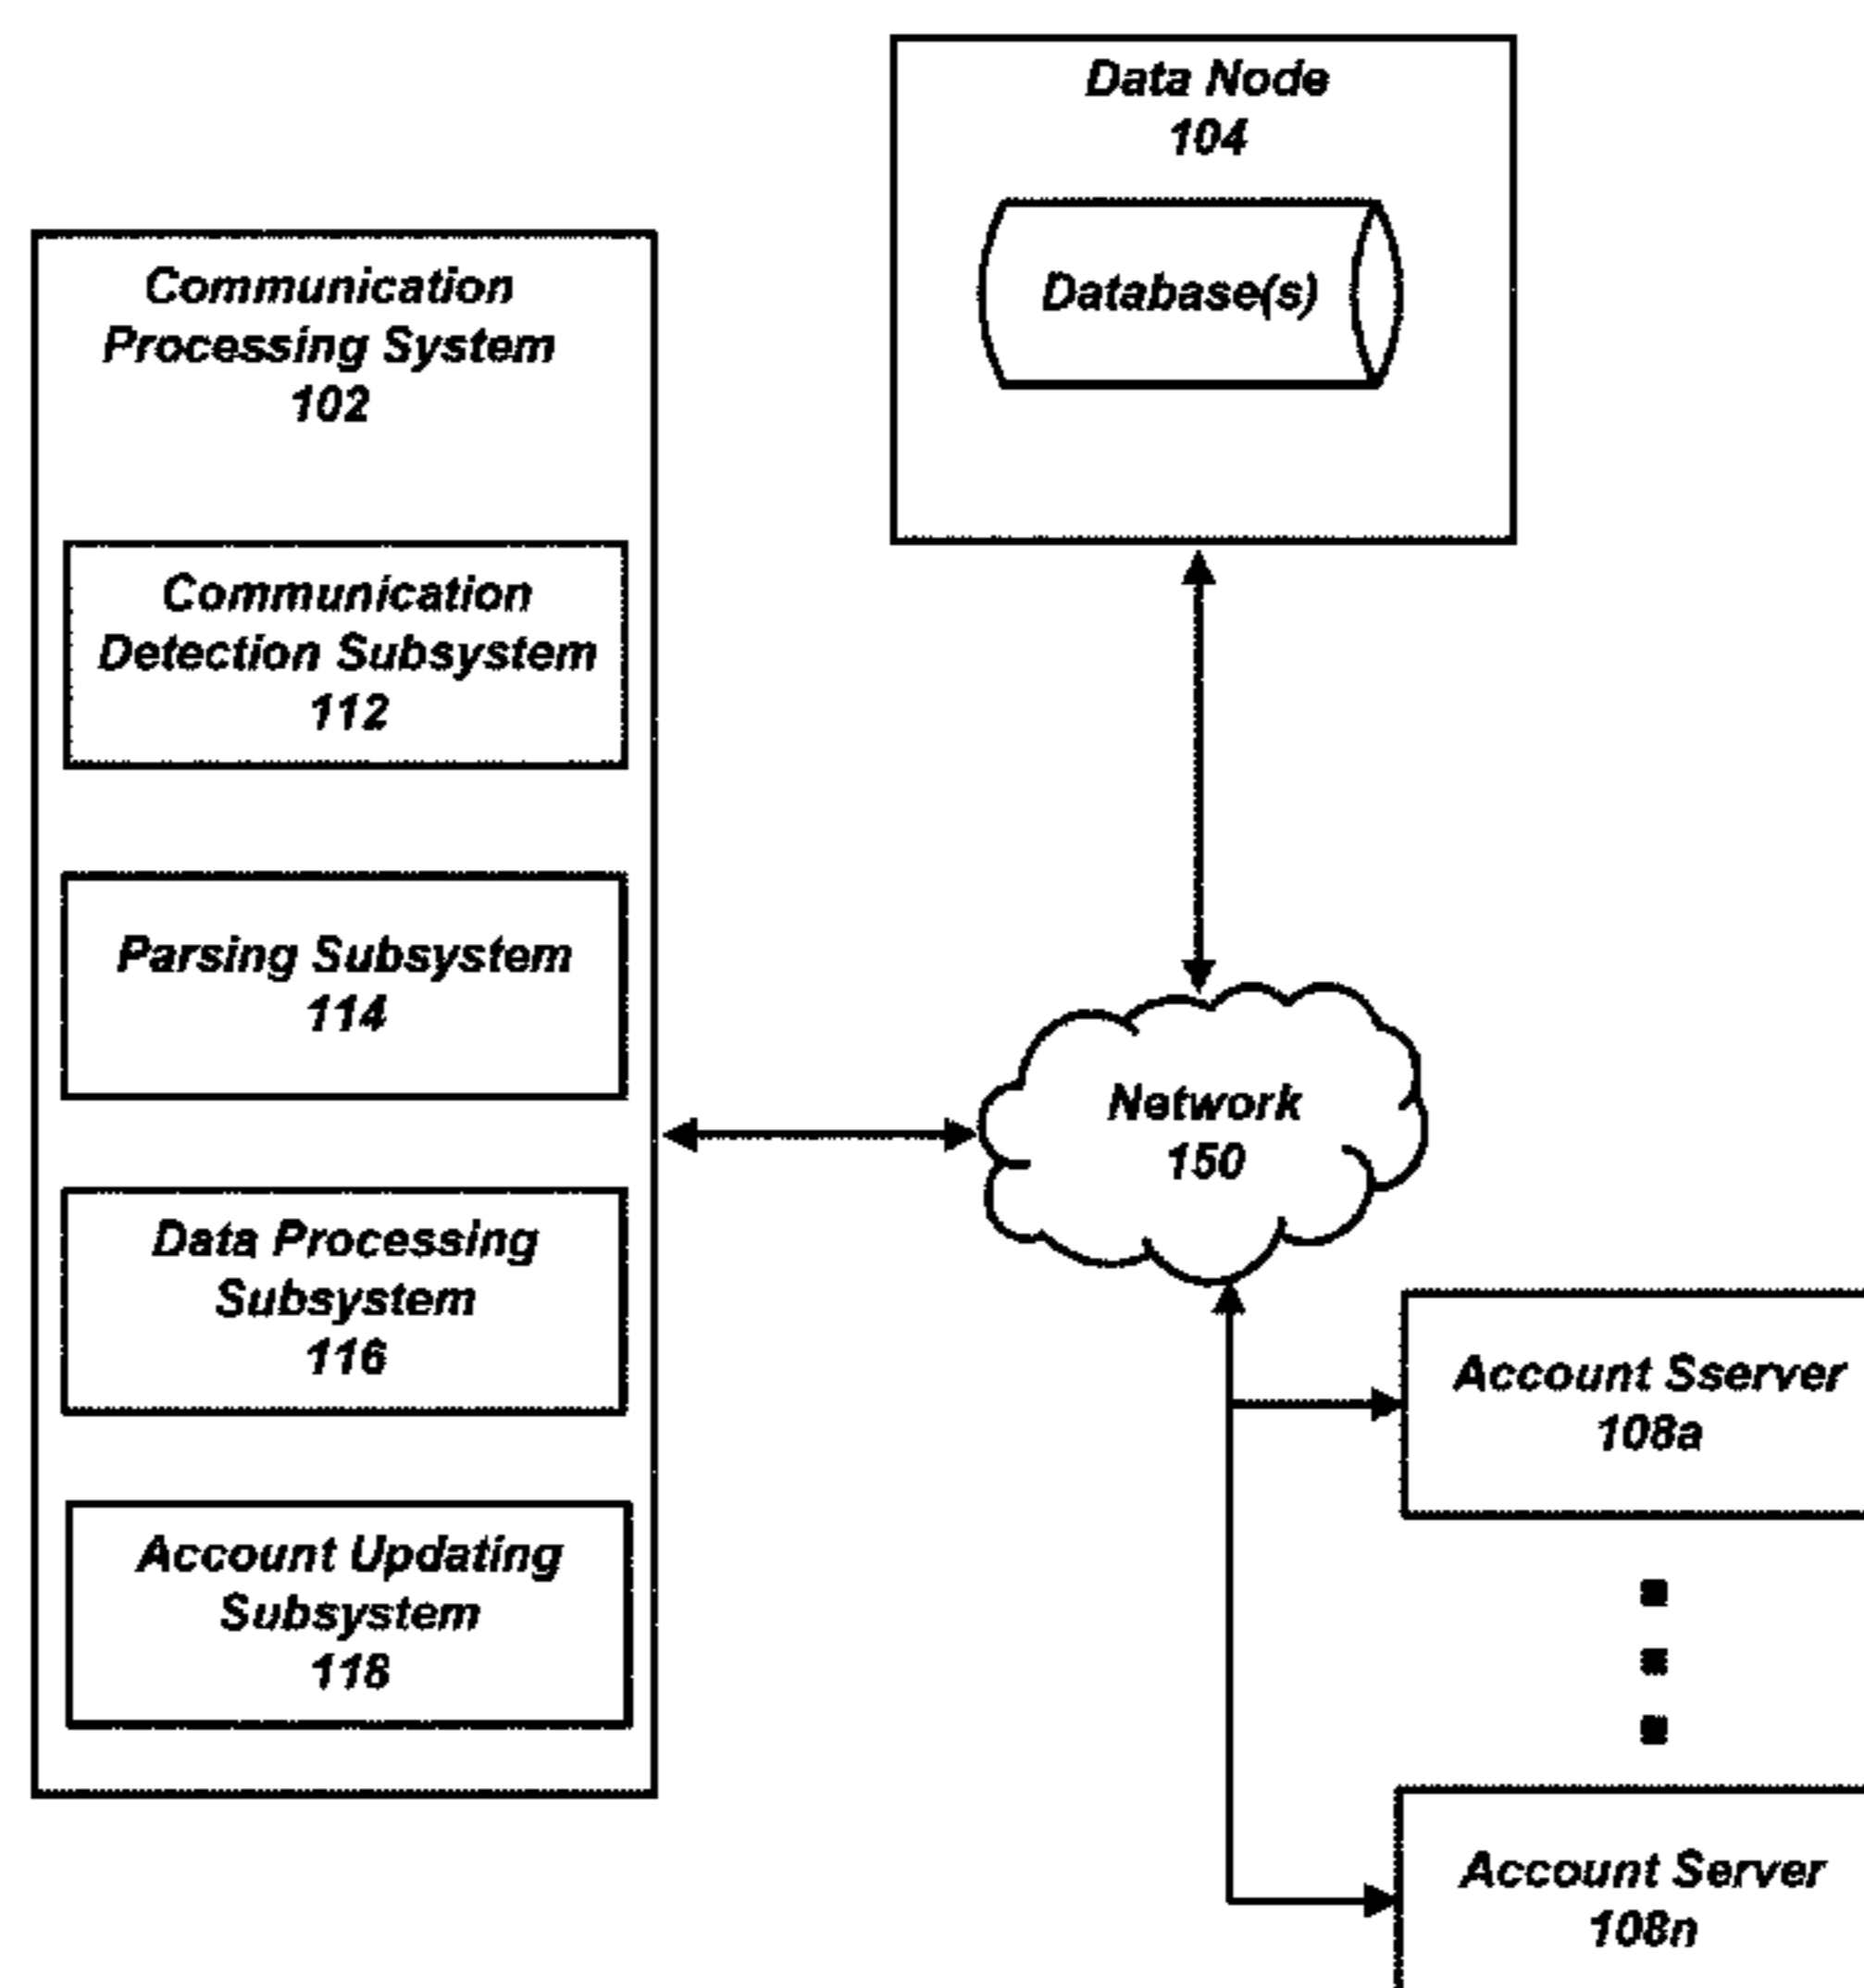 Data Node
104
Database(s)
Communication
Processing System
102
Communication
Detection Subsystem
112
Parsing Subsystem
114
Data Processing
Subsystem
116
Account Updating
Subsystem
118
Network
150
Account Sserver
108a
Account Server
108n